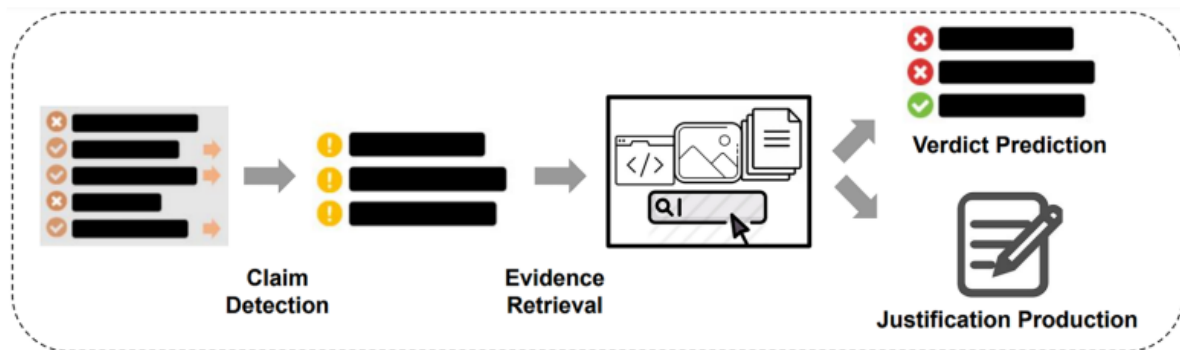 Claim
Detection
Evidence
Retrieval
</>
Verdict Prediction
Justification Production